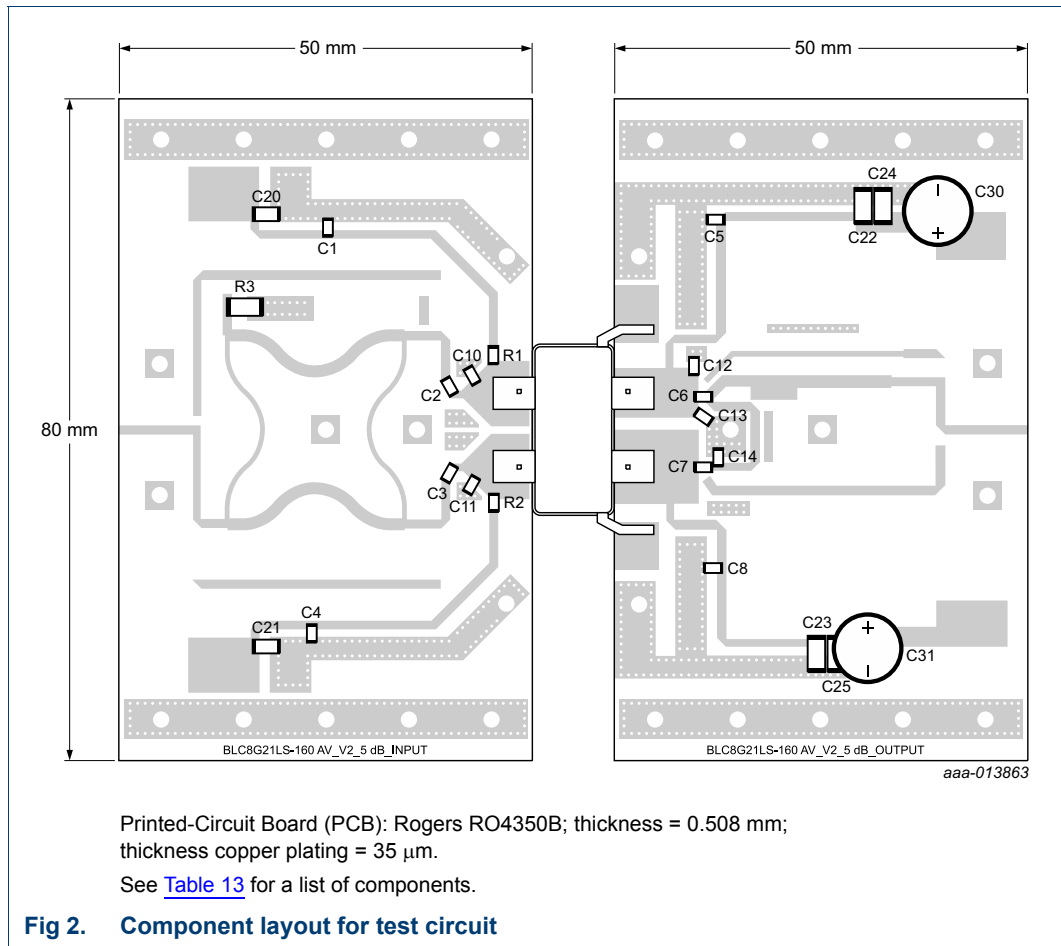 50 mm
50 mm
80 mm
C20
C1
R3
C10
R1
C2
C3
C11
R2
C4
C21
BLC8G21LS-160 AV_V2_5 dB_INPUT
C24
C30
C5
C22
C12
C6
C13
C14
C7
C8
C23
C31
C25
BLC8G21LS-160 AV_V2_5 dB_OUTPUT
aaa-013863
Printed-Circuit Board (PCB): Rogers RO4350B; thickness = 0.508 mm;
thickness copper plating = 35 μm.
See Table 13 for a list of components.
Fig 2. Component layout for test circuit